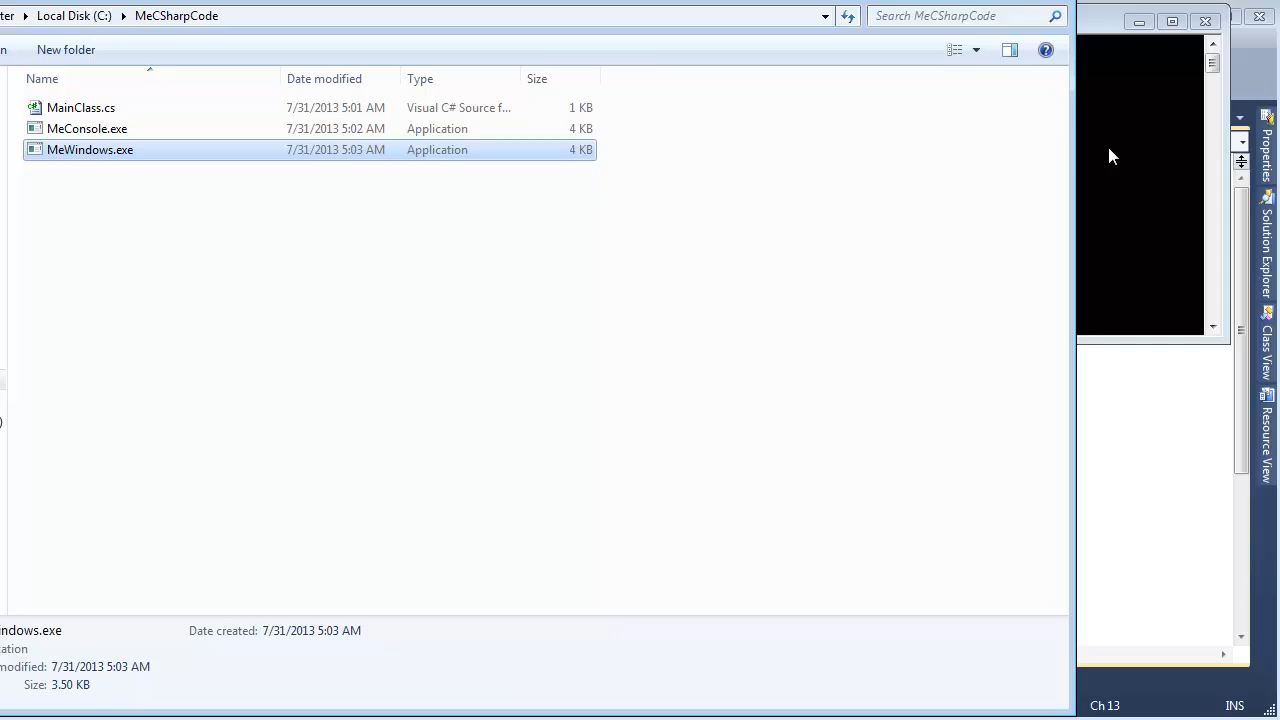 ter Local Disk (C:) MeCSharpCode Search MeCSharpCode
n New folder
Name Date modified Type Size
MainClass.cs 7/31/2013 5:01 AM Visual C# Source f... 1 KB
MeConsole.exe 7/31/2013 5:02 AM Application 4 KB
MeWindows.exe 7/31/2013 5:03 AM Application 4 KB
)
indows.exe Date created: 7/31/2013 5:03 AM
cation
modified: 7/31/2013 5:03 AM
Size: 3.50 KB
Properties
Solution Explorer
Class View
Resource View
Ch 13 INS